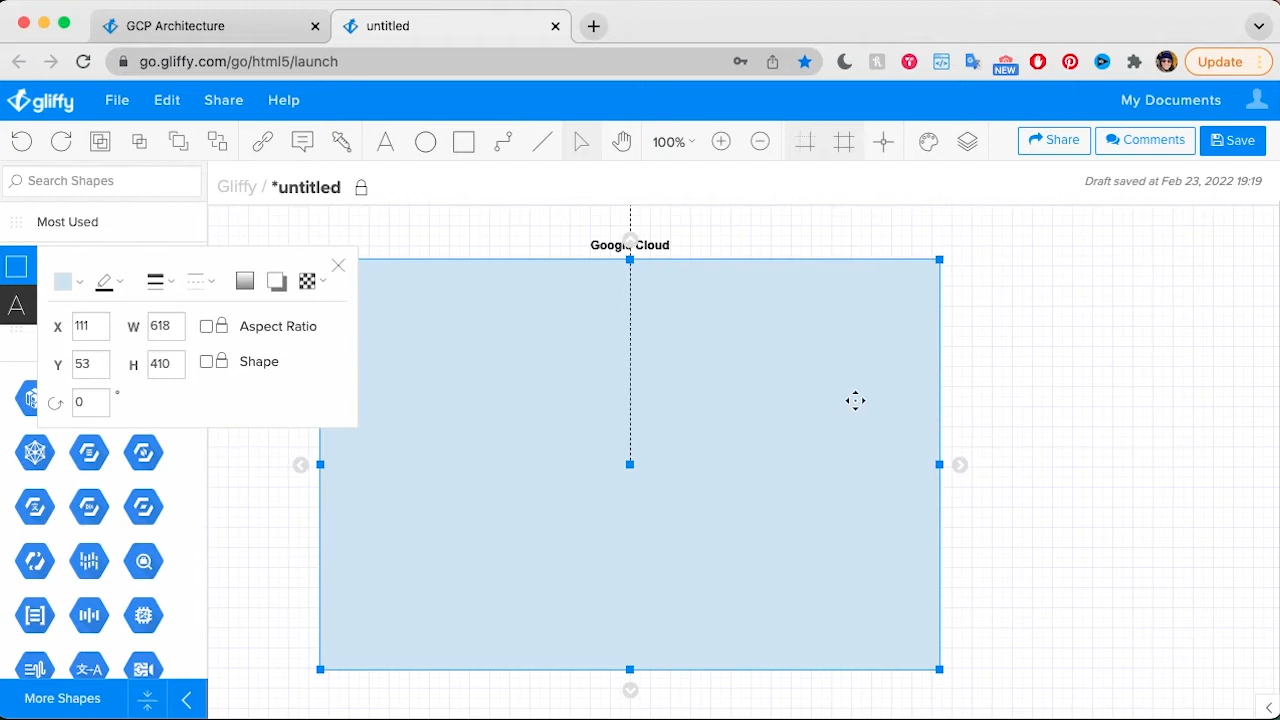 GCP Architecture
untitled
go.gliffy.com/go/html5/launch
NEW
Update
gliffy
File
Edit
Share
Help
My Documents
100%
Share
Comments
Save
Search Shapes
Gliffy / *untitled
Draft saved at Feb 23, 2022 19:19
Most Used
Google Cloud
X 111 W 618 Aspect Ratio
Y 53 H 410 Shape
0 °
More Shapes